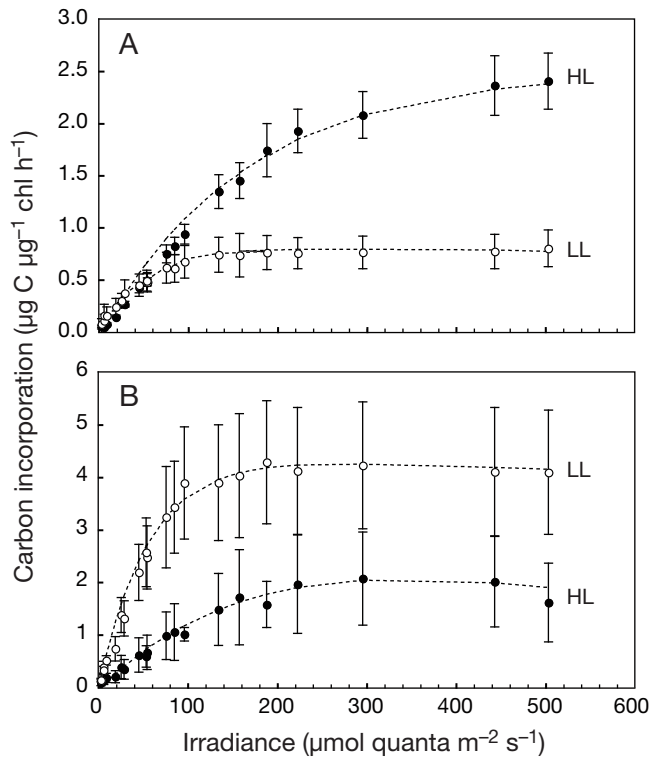 A
3.0
2.5
2.0
1.5
1.0
0.5
0.0
HL
LL
B
6
5
4
3
2
1
0
LL
HL
0 100 200 300 400 500 600
Carbon incorporation (µg C µg⁻¹ chl h⁻¹)
Irradiance (µmol quanta m⁻² s⁻¹)